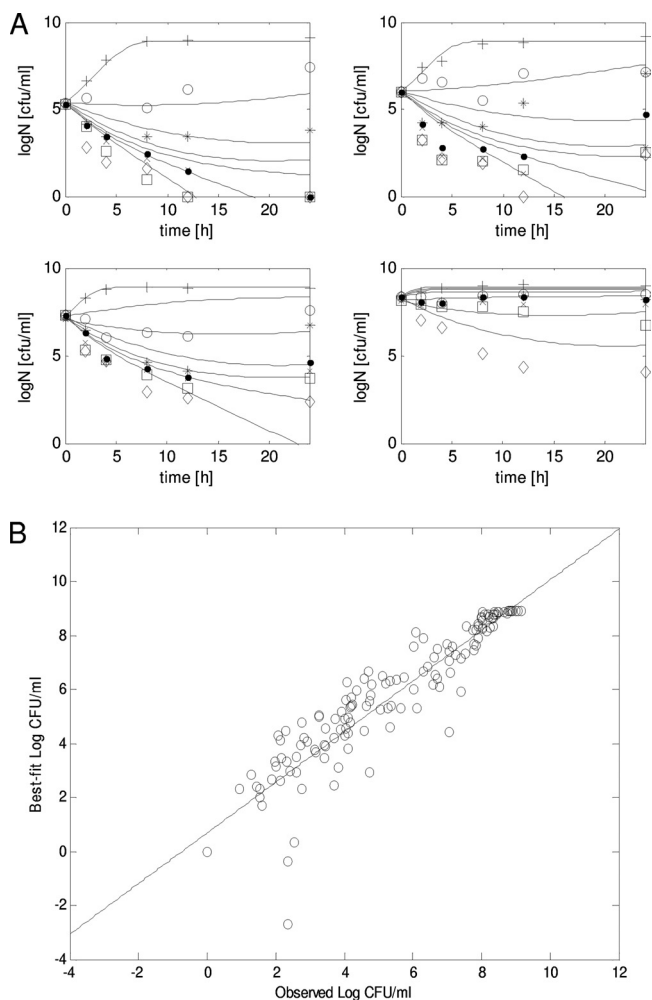 A
logN [cfu/ml]
10
5
0
0 5 10 15 20
time [h]
logN [cfu/ml]
10
5
0
0 5 10 15 20
time [h]
logN [cfu/ml]
10
5
0
0 5 10 15 20
time [h]
logN [cfu/ml]
10
5
0
0 5 10 15 20
time [h]
B
Best-fit Log CFU/ml
12
10
8
6
4
2
0
-2
-4
-4 -2 0 2 4 6 8 10 12
Observed Log CFU/ml